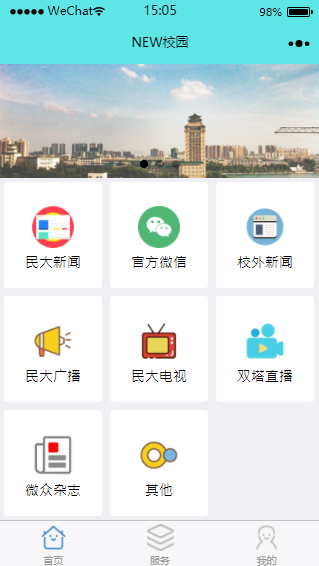 WeChat 15:05 98%
NEW校园
民大新闻 官方微信 校外新闻
民大广播 民大电视 双塔直播
微众杂志 其他
首页 服务 我的